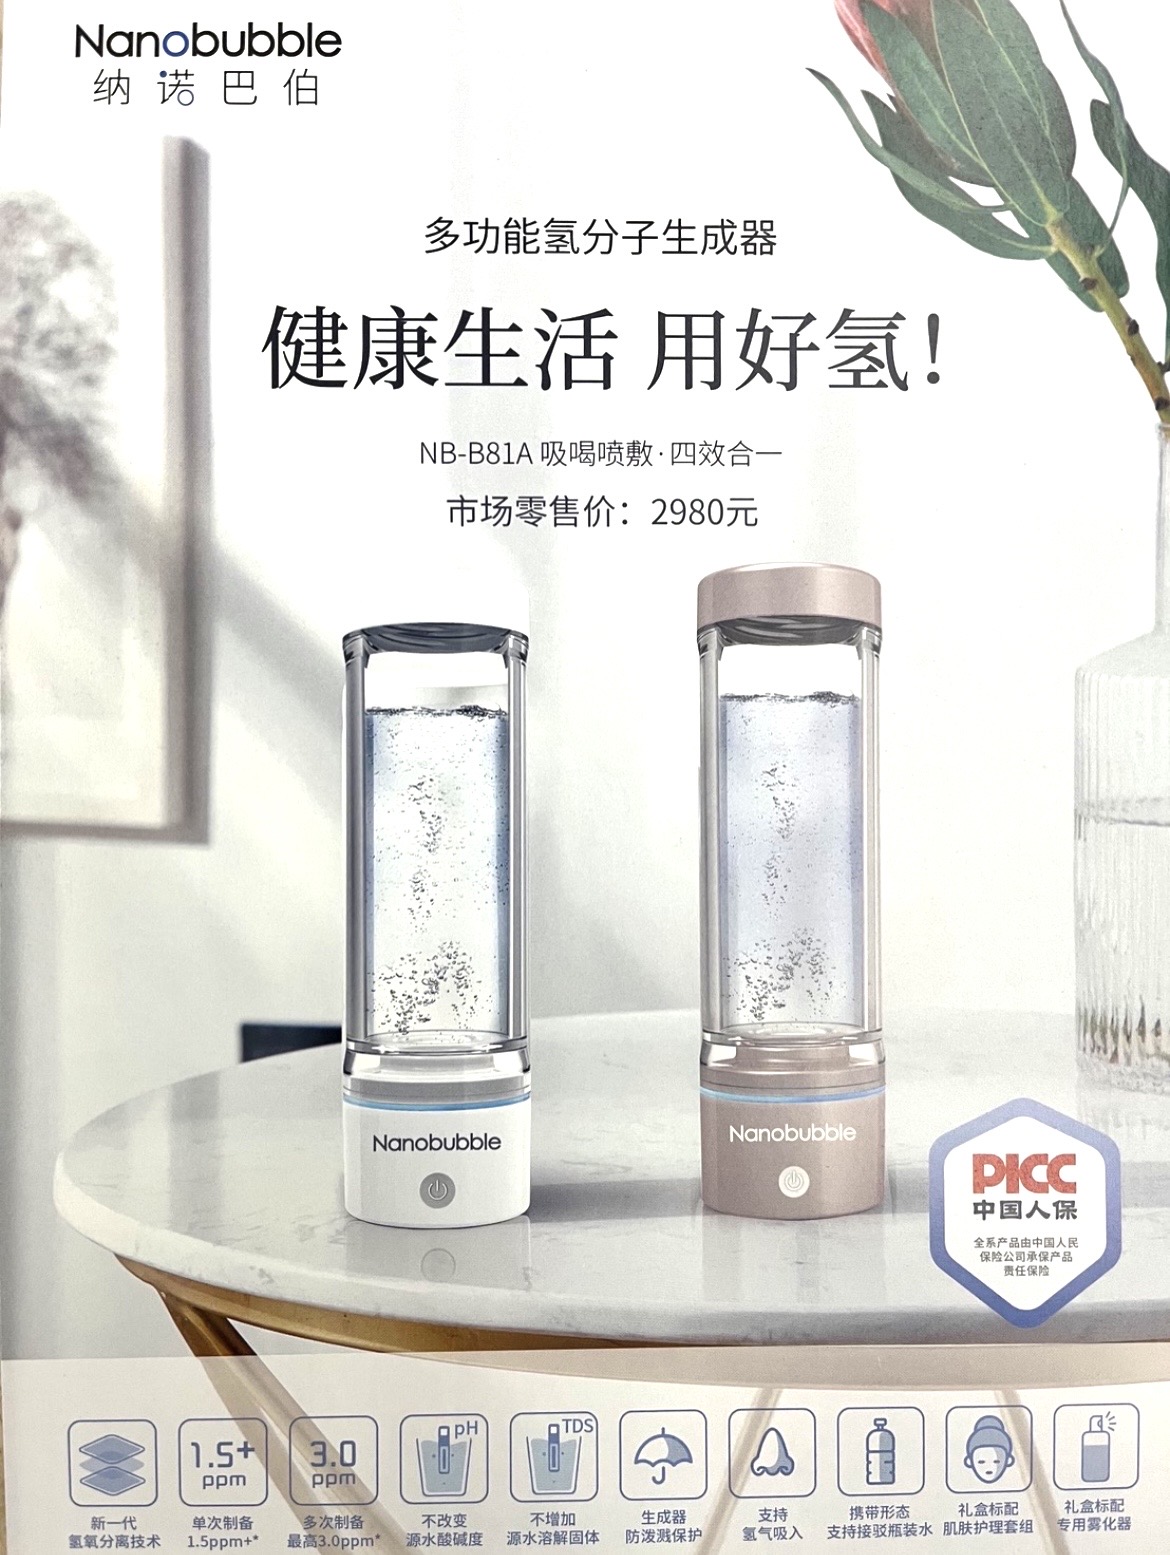 Nanobubble
纳诺巴伯
多功能氢分子生成器
健康生活 用好氢！
NB-B81A 吸喝喷敷·四效合一
市场零售价：2980元
Nanobubble
Nanobubble
PICC
中国人保
全系产品由中国人民
保险公司承保产品
责任保险
1.5+
ppm
3.0
ppm
pH
TDS
新一代
氢氧分离技术
单次制备
1.5ppm+*
多次制备
最高3.0ppm*
不改变
源水酸碱度
不增加
源水溶解固体
生成器
防泼溅保护
支持
氢气吸入
携带形态
支持接驳瓶装水
礼盒标配
肌肤护理套组
礼盒标配
专用雾化器